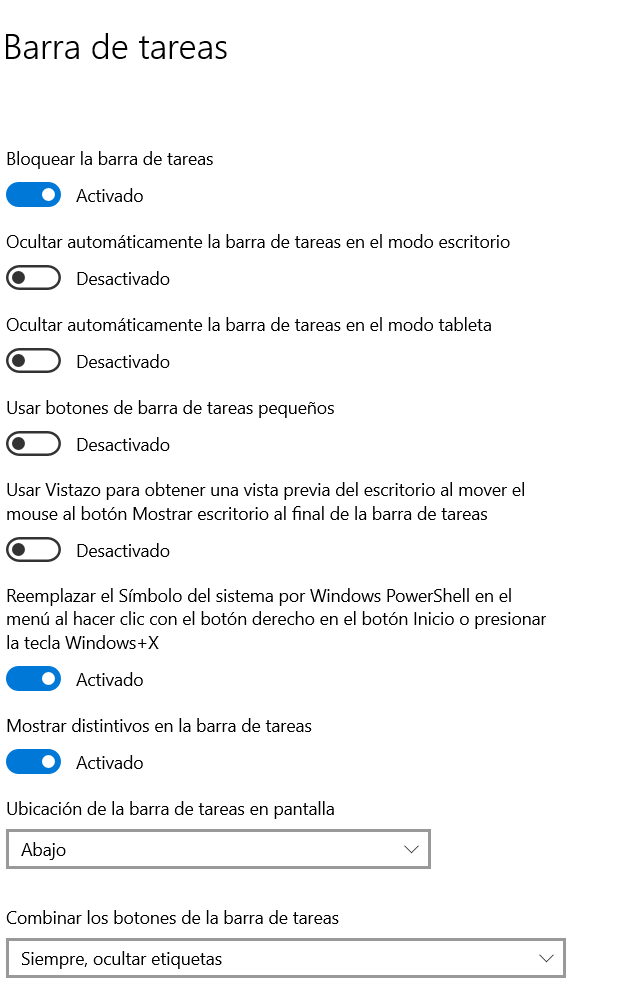 Barra de tareas
Bloquear la barra de tareas
Activado
Ocultar automáticamente la barra de tareas en el modo escritorio
Desactivado
Ocultar automáticamente la barra de tareas en el modo tableta
Desactivado
Usar botones de barra de tareas pequeños
Desactivado
Usar Vistazo para obtener una vista previa del escritorio al mover el
mouse al botón Mostrar escritorio al final de la barra de tareas
Desactivado
Reemplazar el Símbolo del sistema por Windows PowerShell en el
menú al hacer clic con el botón derecho en el botón Inicio o presionar
la tecla Windows+X
Activado
Mostrar distintivos en la barra de tareas
Activado
Ubicación de la barra de tareas en pantalla
Abajo
Combinar los botones de la barra de tareas
Siempre, ocultar etiquetas